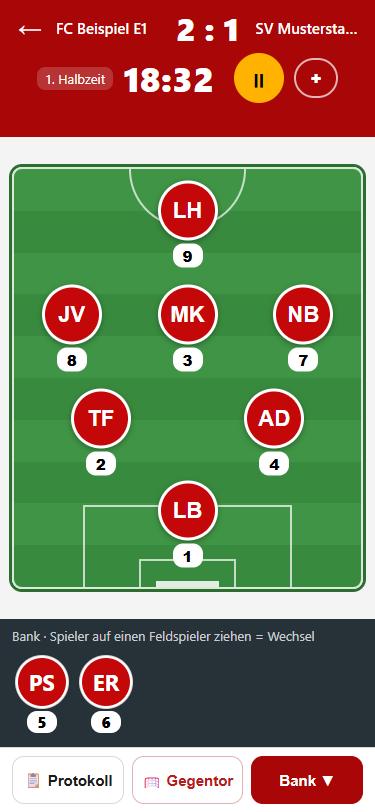 ← FC Beispiel E1 2 : 1 SV Mustersta...
1. Halbzeit 18:32 +
LH
9
JV MK NB
8 3 7
TF AD
2 4
LB
1
Bank · Spieler auf einen Feldspieler ziehen = Wechsel
PS ER
5 6
Protokoll Gegentor Bank ▼